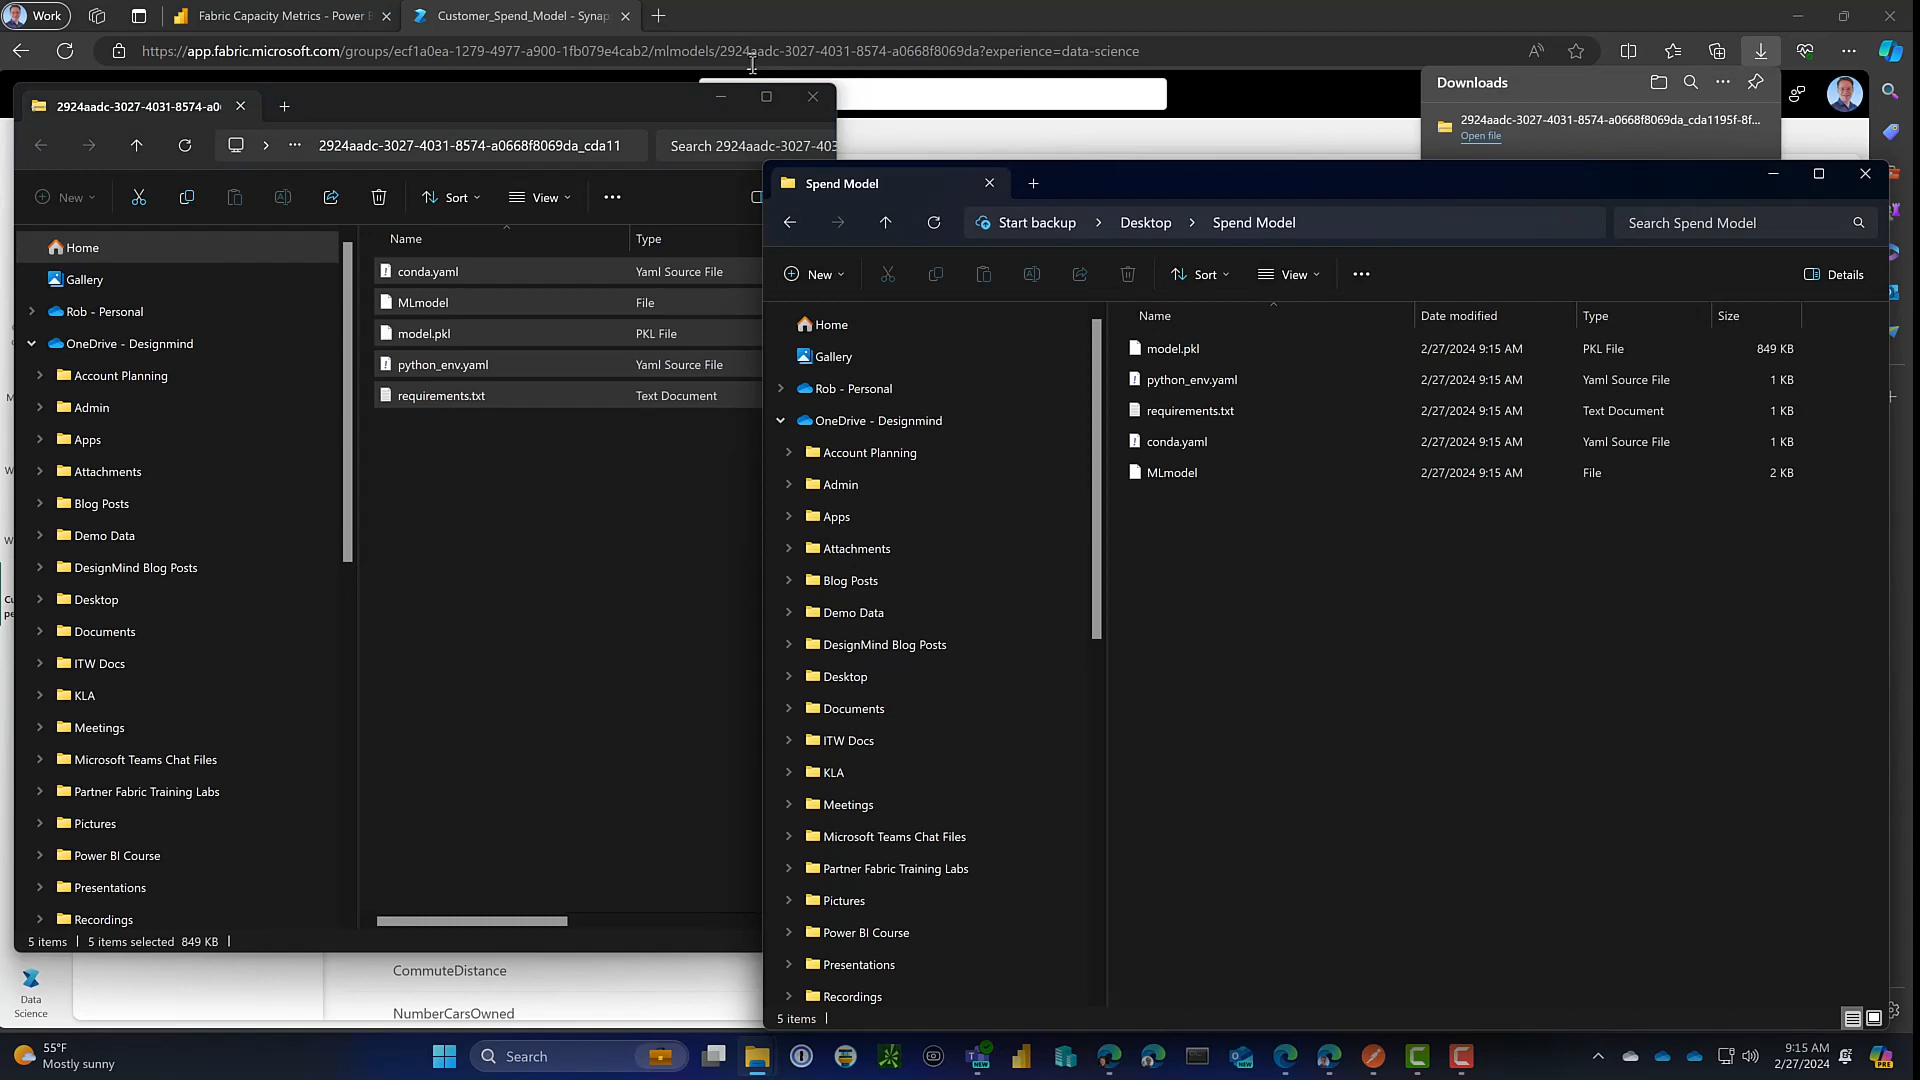 Work
Fabric Capacity Metrics - Power B
Customer_Spend_Model - Synap
https://app.fabric.microsoft.com/groups/ecf1a0ea-1279-4977-a900-1fb079e4cab2/mlmodels/2924aadc-3027-4031-8574-a0668f8069da?experience=data-science
Downloads
2924aadc-3027-4031-8574-a0668f8069da_cda1195f-8f...
Open file
2924aadc-3027-4031-8574-a0
2924aadc-3027-4031-8574-a0668f8069da_cda11
Search 2924aadc-3027-403
New
Sort
View
Name
Type
Home
Gallery
Rob - Personal
OneDrive - Designmind
Account Planning
Admin
Apps
Attachments
Blog Posts
Demo Data
DesignMind Blog Posts
Desktop
Documents
ITW Docs
KLA
Meetings
Microsoft Teams Chat Files
Partner Fabric Training Labs
Pictures
Power BI Course
Presentations
Recordings
conda.yaml Yaml Source File
MLmodel File
model.pkl PKL File
python_env.yaml Yaml Source File
requirements.txt Text Document
5 items
5 items selected 849 KB
Spend Model
Start backup
Desktop
Spend Model
Search Spend Model
New
Sort
View
Details
Name Date modified Type Size
Home
Gallery
Rob - Personal
OneDrive - Designmind
Account Planning
Admin
Apps
Attachments
Blog Posts
Demo Data
DesignMind Blog Posts
Desktop
Documents
ITW Docs
KLA
Meetings
Microsoft Teams Chat Files
Partner Fabric Training Labs
Pictures
Power BI Course
Presentations
Recordings
model.pkl 2/27/2024 9:15 AM PKL File 849 KB
python_env.yaml 2/27/2024 9:15 AM Yaml Source File 1 KB
requirements.txt 2/27/2024 9:15 AM Text Document 1 KB
conda.yaml 2/27/2024 9:15 AM Yaml Source File 1 KB
MLmodel 2/27/2024 9:15 AM File 2 KB
5 items
Data
Science
CommuteDistance
NumberCarsOwned
55°F
Mostly sunny
Search
NEW
NEW
9:15 AM
2/27/2024
PRE